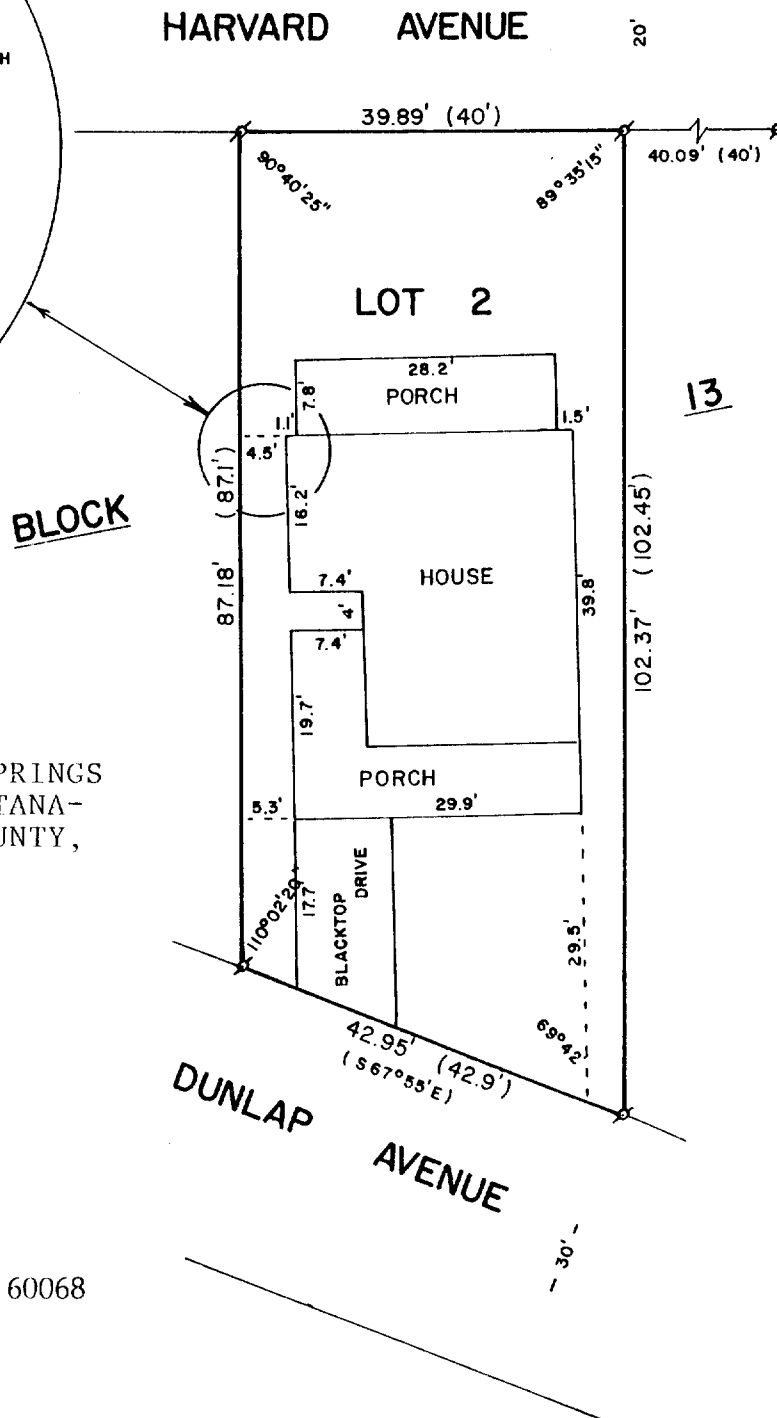 HARVARD AVENUE
20'
H
39.89' (40')
40.09' (40')
90°40'25"
89°35'15"
LOT 2
28.2'
PORCH
7.8'
1.1'
1.5'
13
4.5'
(87.1')
16.2'
BLOCK
87.18'
7.4'
HOUSE
4'
39.8'
(102.45')
102.37'
7.4'
19.7'
PRINGS
TANA-
UNTY,
PORCH
5.3'
29.9'
110°02'20"
17.7'
BLACKTOP
DRIVE
29.5'
69°42'
42.95' (42.9')
(S67°55'E)
DUNLAP AVENUE
- 30' -
60068